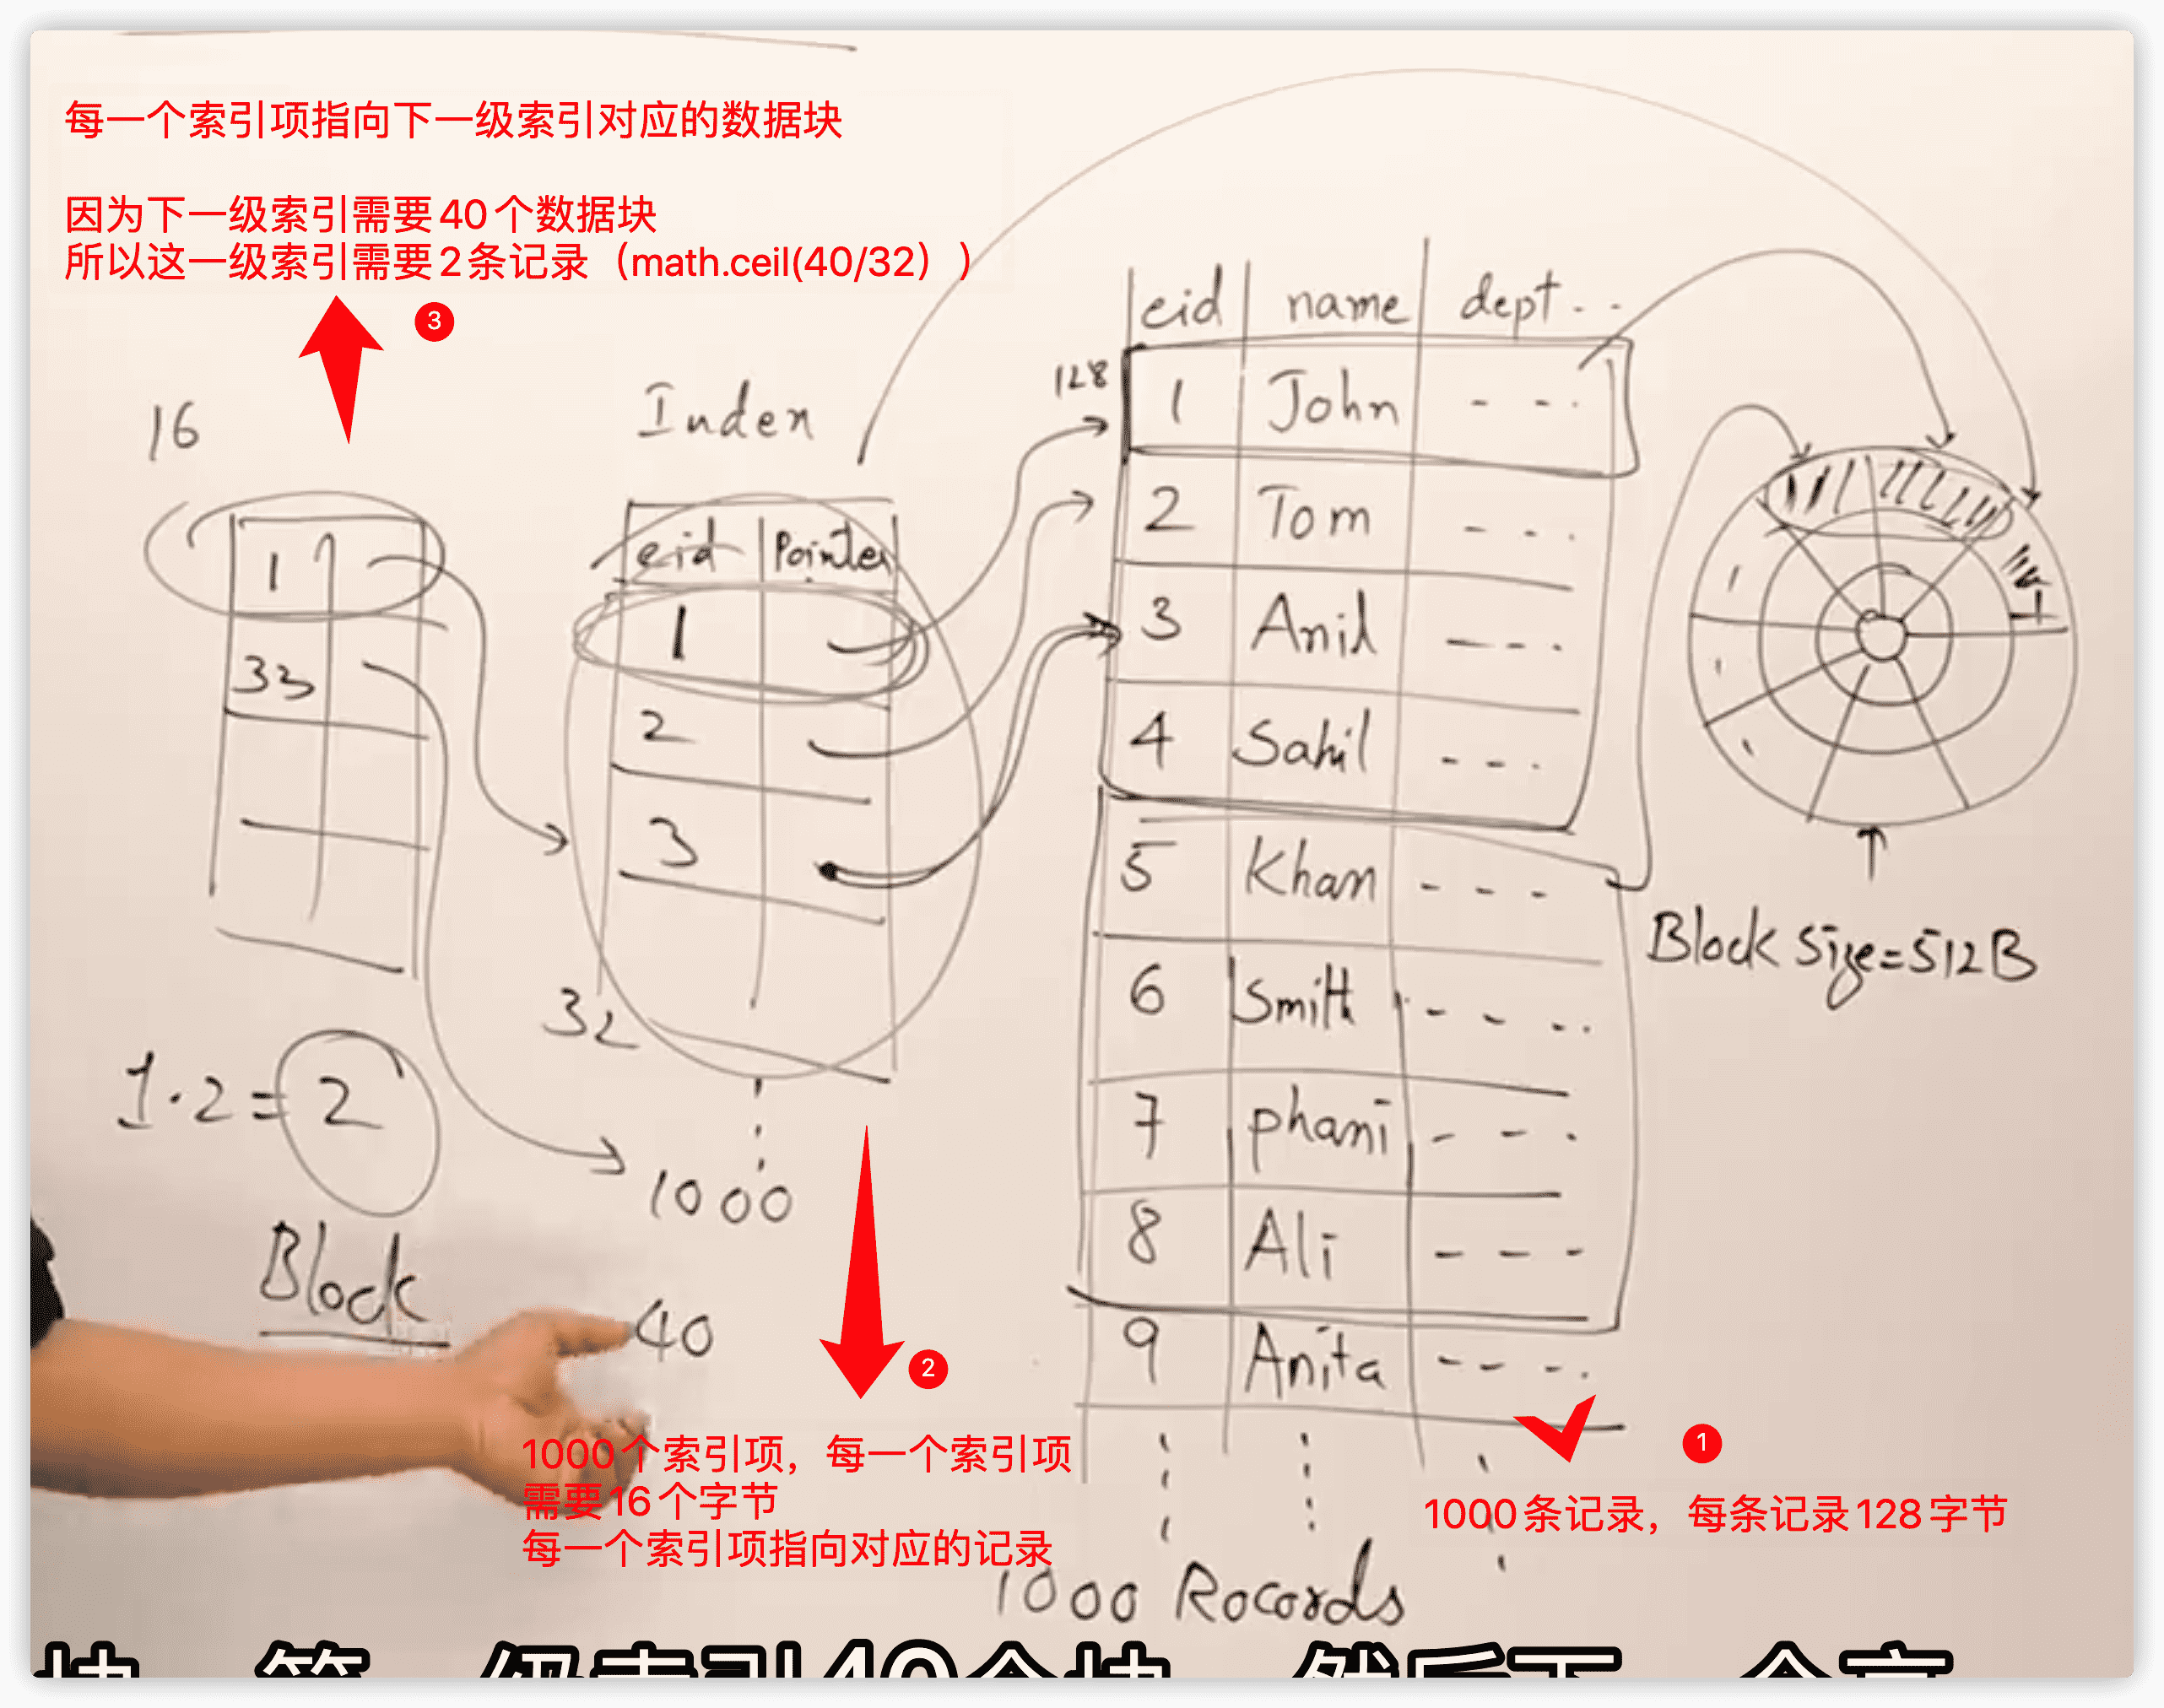 每一个索引项指向下一级索引对应的数据块
因为下一级索引需要40个数据块
所以这一级索引需要2条记录（math.ceil(40/32））
3
16
1
33
1.2=2
Block
Index
eid Pointer
1
2
3
32
1000
40
2
1000个索引项，每一个索引项
需要16个字节
每一个索引项指向对应的记录
eid name dept - -
128
1 John - - -
2 Tom - - -
3 Anil - - -
4 Sahil - - -
5 Khan - - -
6 Smith - - -
7 phani - - -
8 Ali - - -
9 Anita - - -
1000 Rocords
Block Size=512B
1
1000条记录，每条记录128字节